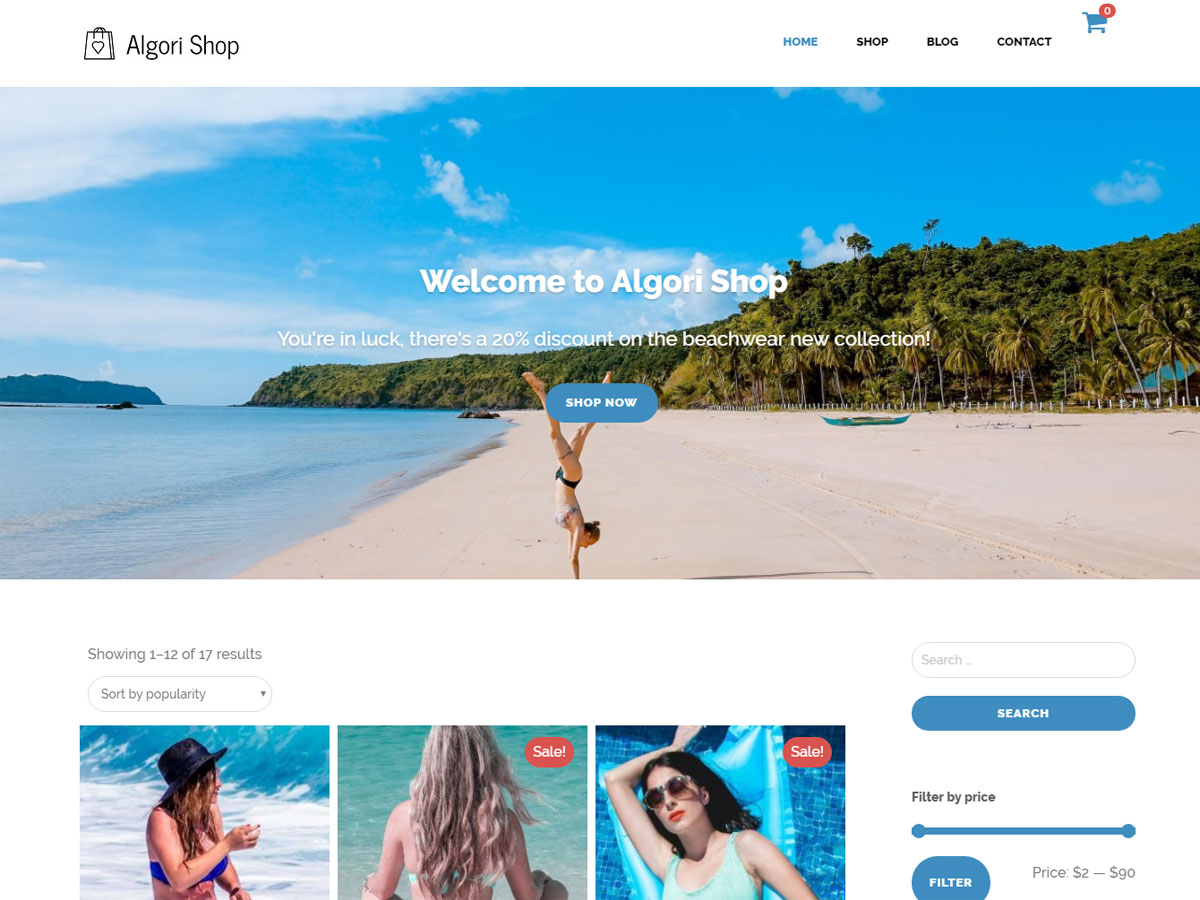 Algori Shop
HOME
SHOP
BLOG
CONTACT
0
Welcome to Algori Shop
You're in luck, there's a 20% discount on the beachwear new collection!
SHOP NOW
Showing 1–12 of 17 results
Sort by popularity
Sale!
Sale!
Search …
SEARCH
Filter by price
FILTER
Price: $2 — $90